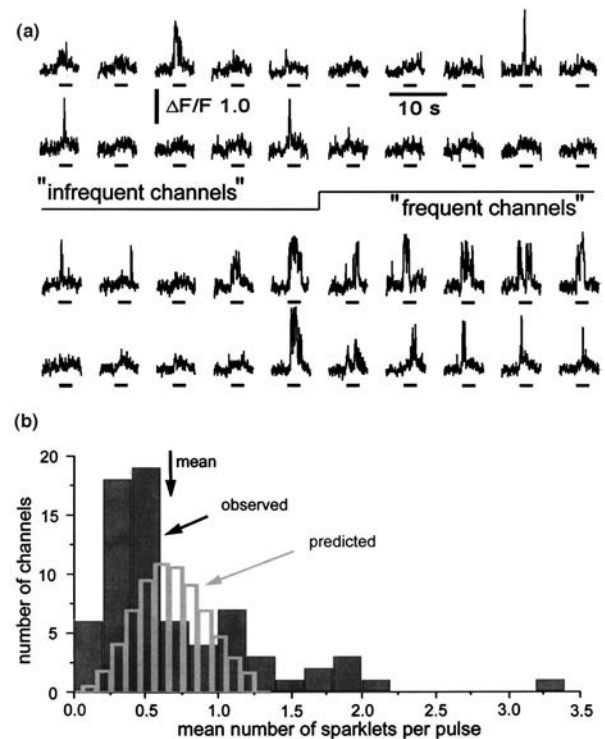 (a)
ΔF/F 1.0
10 s
"infrequent channels"
"frequent channels"
(b)
20
15
10
5
0
number of channels
mean
observed
predicted
0.0 0.5 1.0 1.5 2.0 2.5 3.0 3.5
mean number of sparklets per pulse